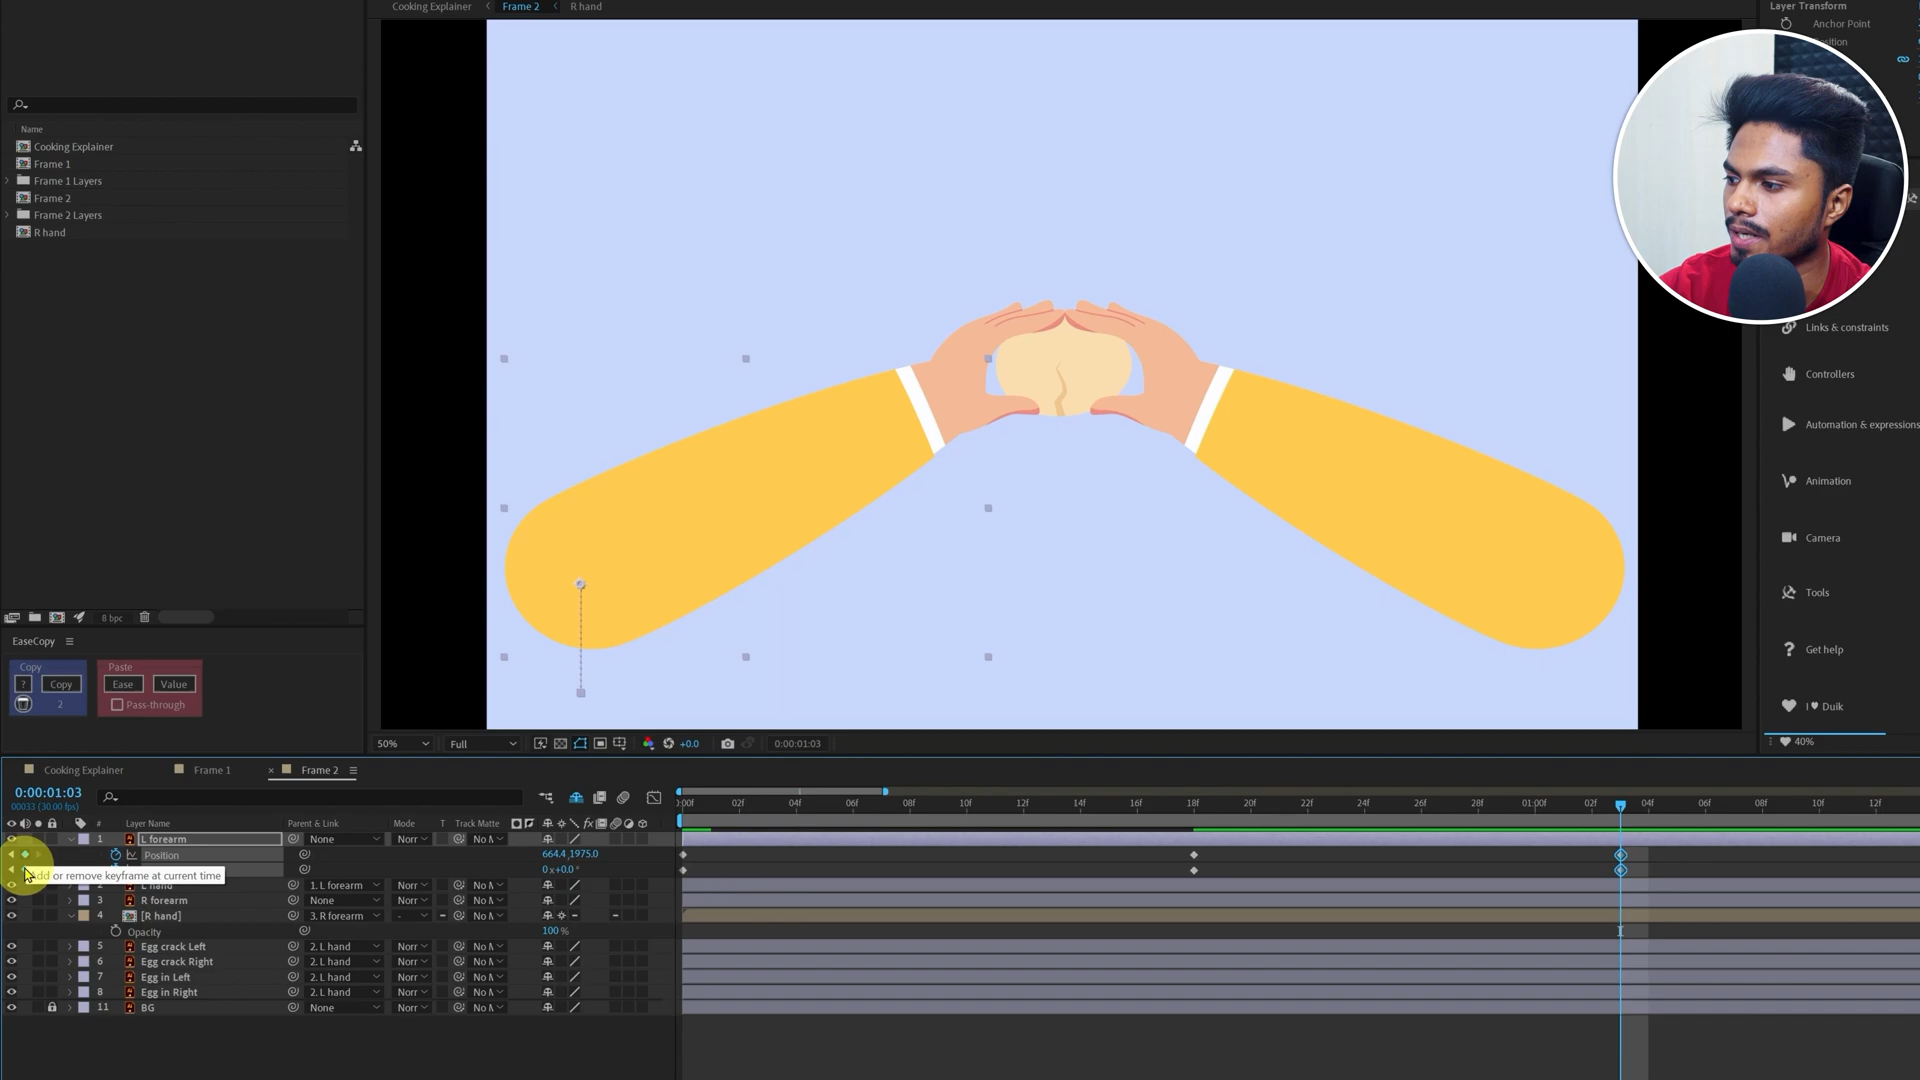 Cooking Explainer
Frame 2
R hand
Layer Transform
Anchor Point
Position
Name
Cooking Explainer
Frame 1
Frame 1 Layers
Frame 2
Frame 2 Layers
R hand
Links & constraints
Controllers
Automation & expressions
Animation
Camera
Tools
Get help
I ♥ Duik
40%
8 bpc
EaseCopy
Copy
Paste
? Copy
Ease Value
2
Pass-through
50%
Full
+0.0
0:00:01:03
Cooking Explainer
Frame 1
× Frame 2
0:00:01:03
00033 (30.00 fps)
:00f 02f 04f 06f 08f 10f 12f 14f 16f 18f 20f 22f 24f 26f 28f 01:00f 02f 04f 06f 08f 10f 12f
# Layer Name Parent & Link Mode T Track Matte
1 L forearm None Norr No M
Position 664.4,1975.0
0x+0.0°
Add or remove keyframe at current time
1. L forearm Norr No M
3 R forearm None Norr No M
4 [R hand] 3. R forearm - No M
Opacity 100%
5 Egg crack Left 2. L hand Norr No M
6 Egg crack Right 2. L hand Norr No M
7 Egg in Left 2. L hand Norr No M
8 Egg in Right 2. L hand Norr No M
11 BG None Norr No M